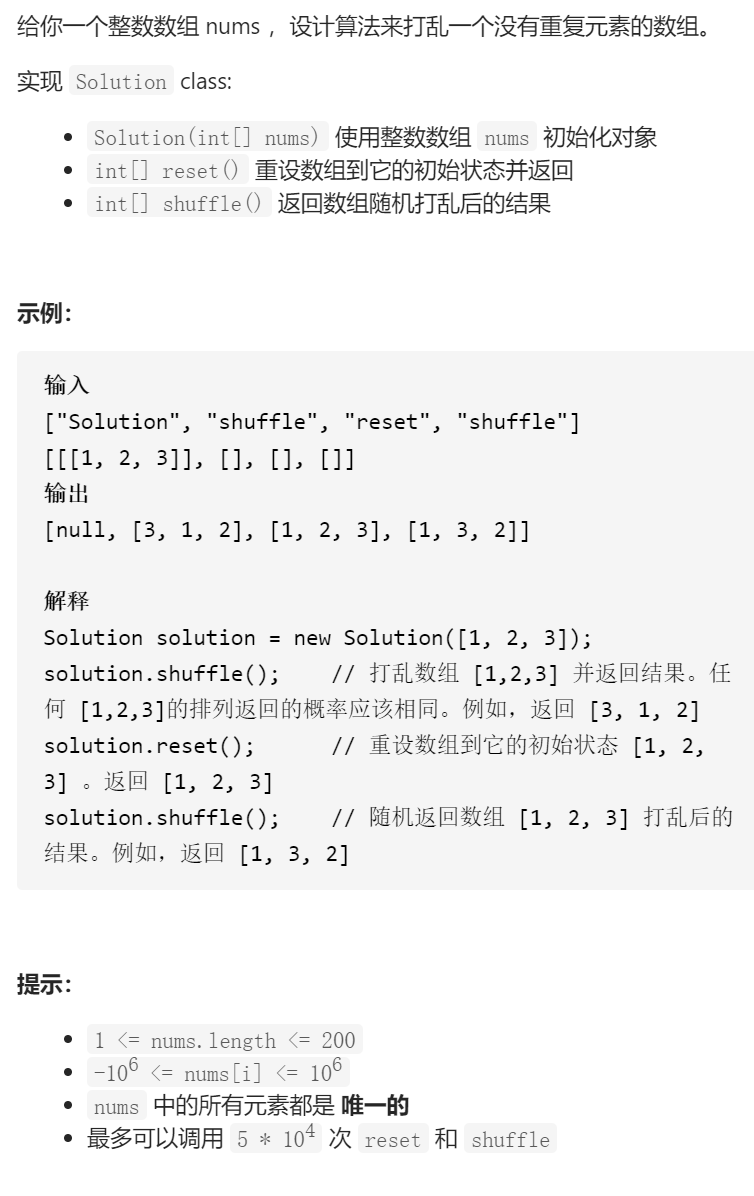 给你一个整数数组 nums ，设计算法来打乱一个没有重复元素的数组。
实现 Solution class:
• Solution(int[] nums) 使用整数数组 nums 初始化对象
• int[] reset() 重设数组到它的初始状态并返回
• int[] shuffle() 返回数组随机打乱后的结果
示例：
输入
["Solution", "shuffle", "reset", "shuffle"]
[[[1, 2, 3]], [], [], []]
输出
[null, [3, 1, 2], [1, 2, 3], [1, 3, 2]]
解释
Solution solution = new Solution([1, 2, 3]);
solution.shuffle();    // 打乱数组 [1,2,3] 并返回结果。任
何 [1,2,3]的排列返回的概率应该相同。例如，返回 [3, 1, 2]
solution.reset();      // 重设数组到它的初始状态 [1, 2,
3] 。返回 [1, 2, 3]
solution.shuffle();    // 随机返回数组 [1, 2, 3] 打乱后的
结果。例如，返回 [1, 3, 2]
提示：
• 1 <= nums.length <= 200
• -10⁶ <= nums[i] <= 10⁶
• nums 中的所有元素都是 唯一的
• 最多可以调用 5 * 10⁴ 次 reset 和 shuffle